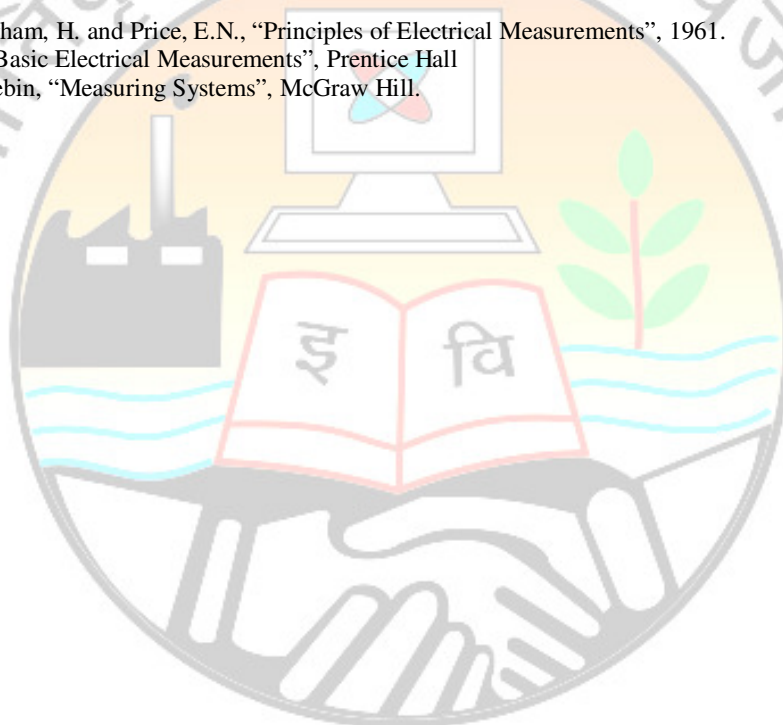 ham, H. and Price, E.N., “Principles of Electrical Measurements”, 1961.
Basic Electrical Measurements”, Prentice Hall
ebin, “Measuring Systems”, McGraw Hill.
इ वि